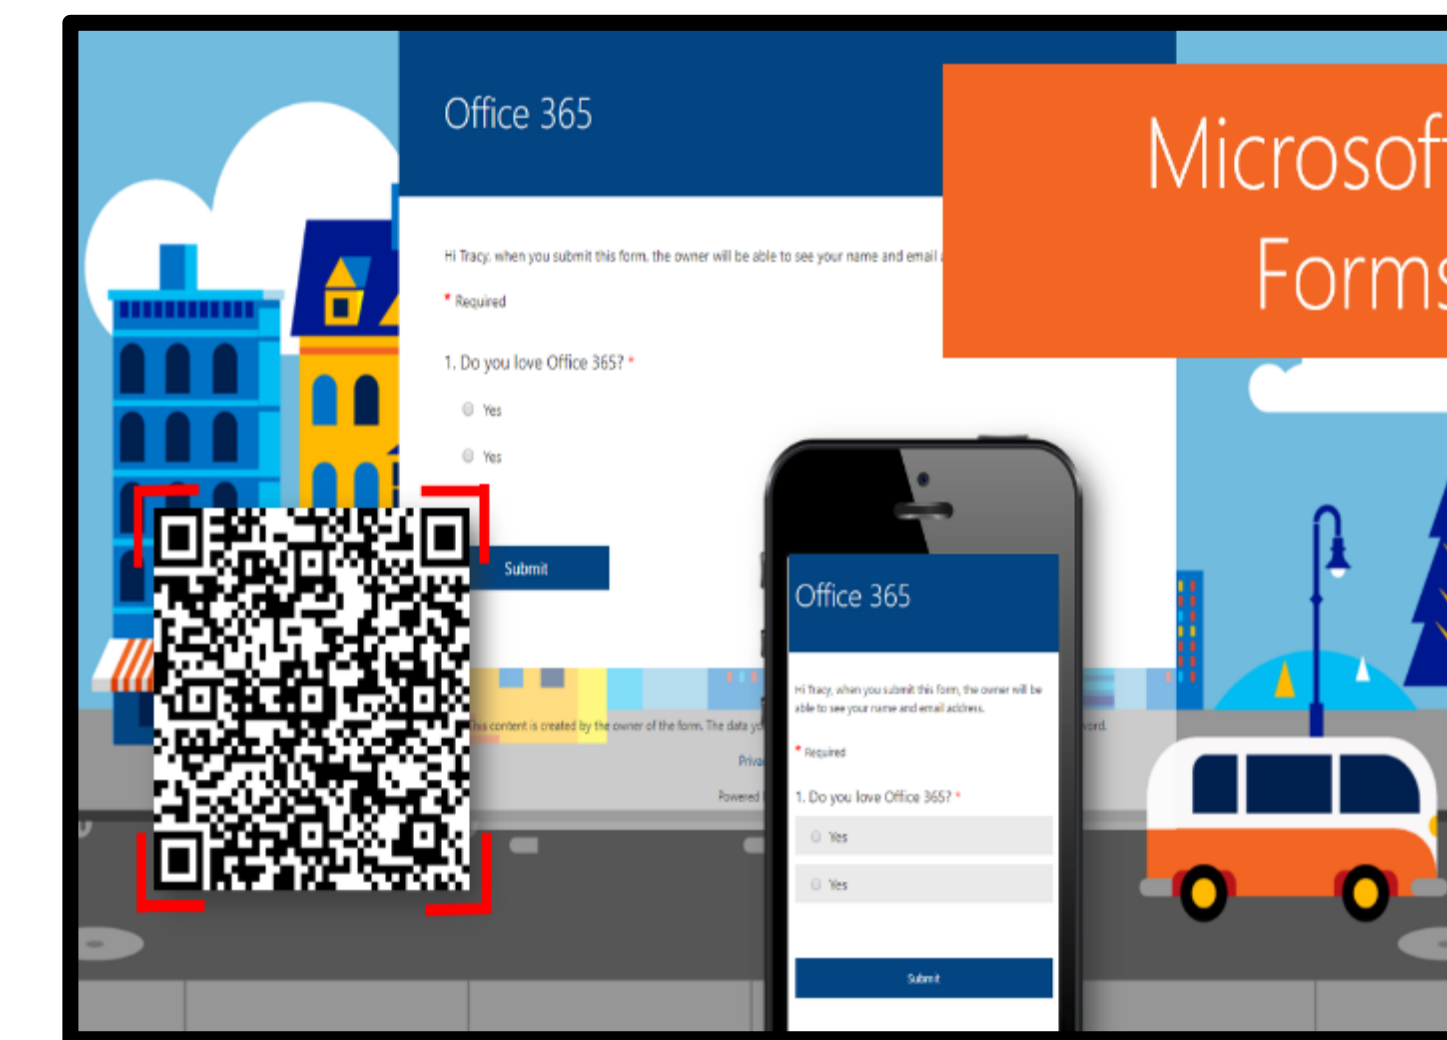 Office 365
Microsoft
Forms
Hi Tracy, when you submit this form, the owner will be able to see your name and email
* Required
1. Do you love Office 365? *
Yes
Yes
Submit
This content is created by the owner of the form. The data
Powered
Office 365
Hi Tracy, when you submit this form, the owner will be
able to see your name and email address.
* Required
1. Do you love Office 365? *
Yes
Yes
Submit